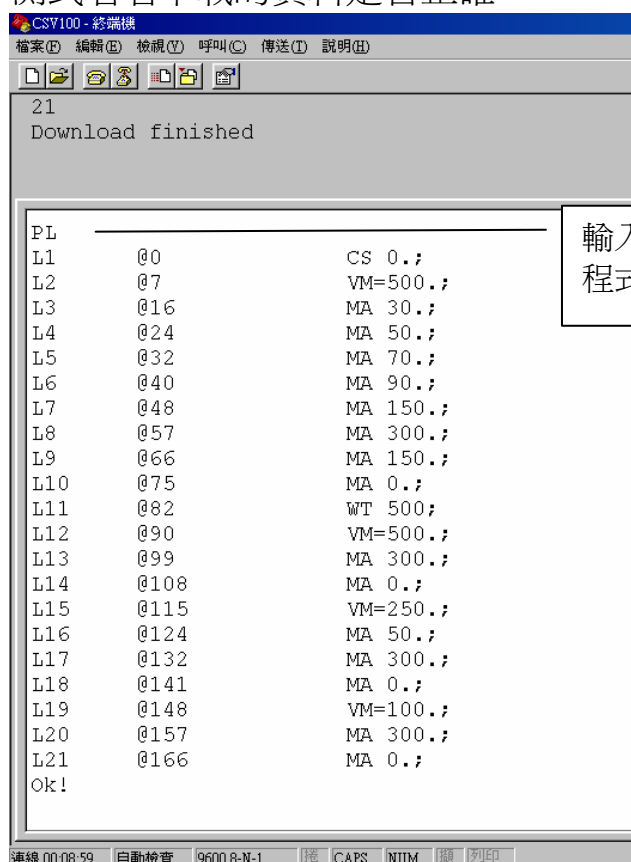 CSV100 - 終端機
檔案(F) 編輯(E) 檢視(V) 呼叫(C) 傳送(T) 說明(H)
21
Download finished
PL
輸入
程式
L1 @0 CS 0.;
L2 @7 VM=500.;
L3 @16 MA 30.;
L4 @24 MA 50.;
L5 @32 MA 70.;
L6 @40 MA 90.;
L7 @48 MA 150.;
L8 @57 MA 300.;
L9 @66 MA 150.;
L10 @75 MA 0.;
L11 @82 WT 500;
L12 @90 VM=500.;
L13 @99 MA 300.;
L14 @108 MA 0.;
L15 @115 VM=250.;
L16 @124 MA 50.;
L17 @132 MA 300.;
L18 @141 MA 0.;
L19 @148 VM=100.;
L20 @157 MA 300.;
L21 @166 MA 0.;
Ok!
連線 00:08:59 自動檢查 9600 8-N-1 捲 CAPS NUM 擷 列印